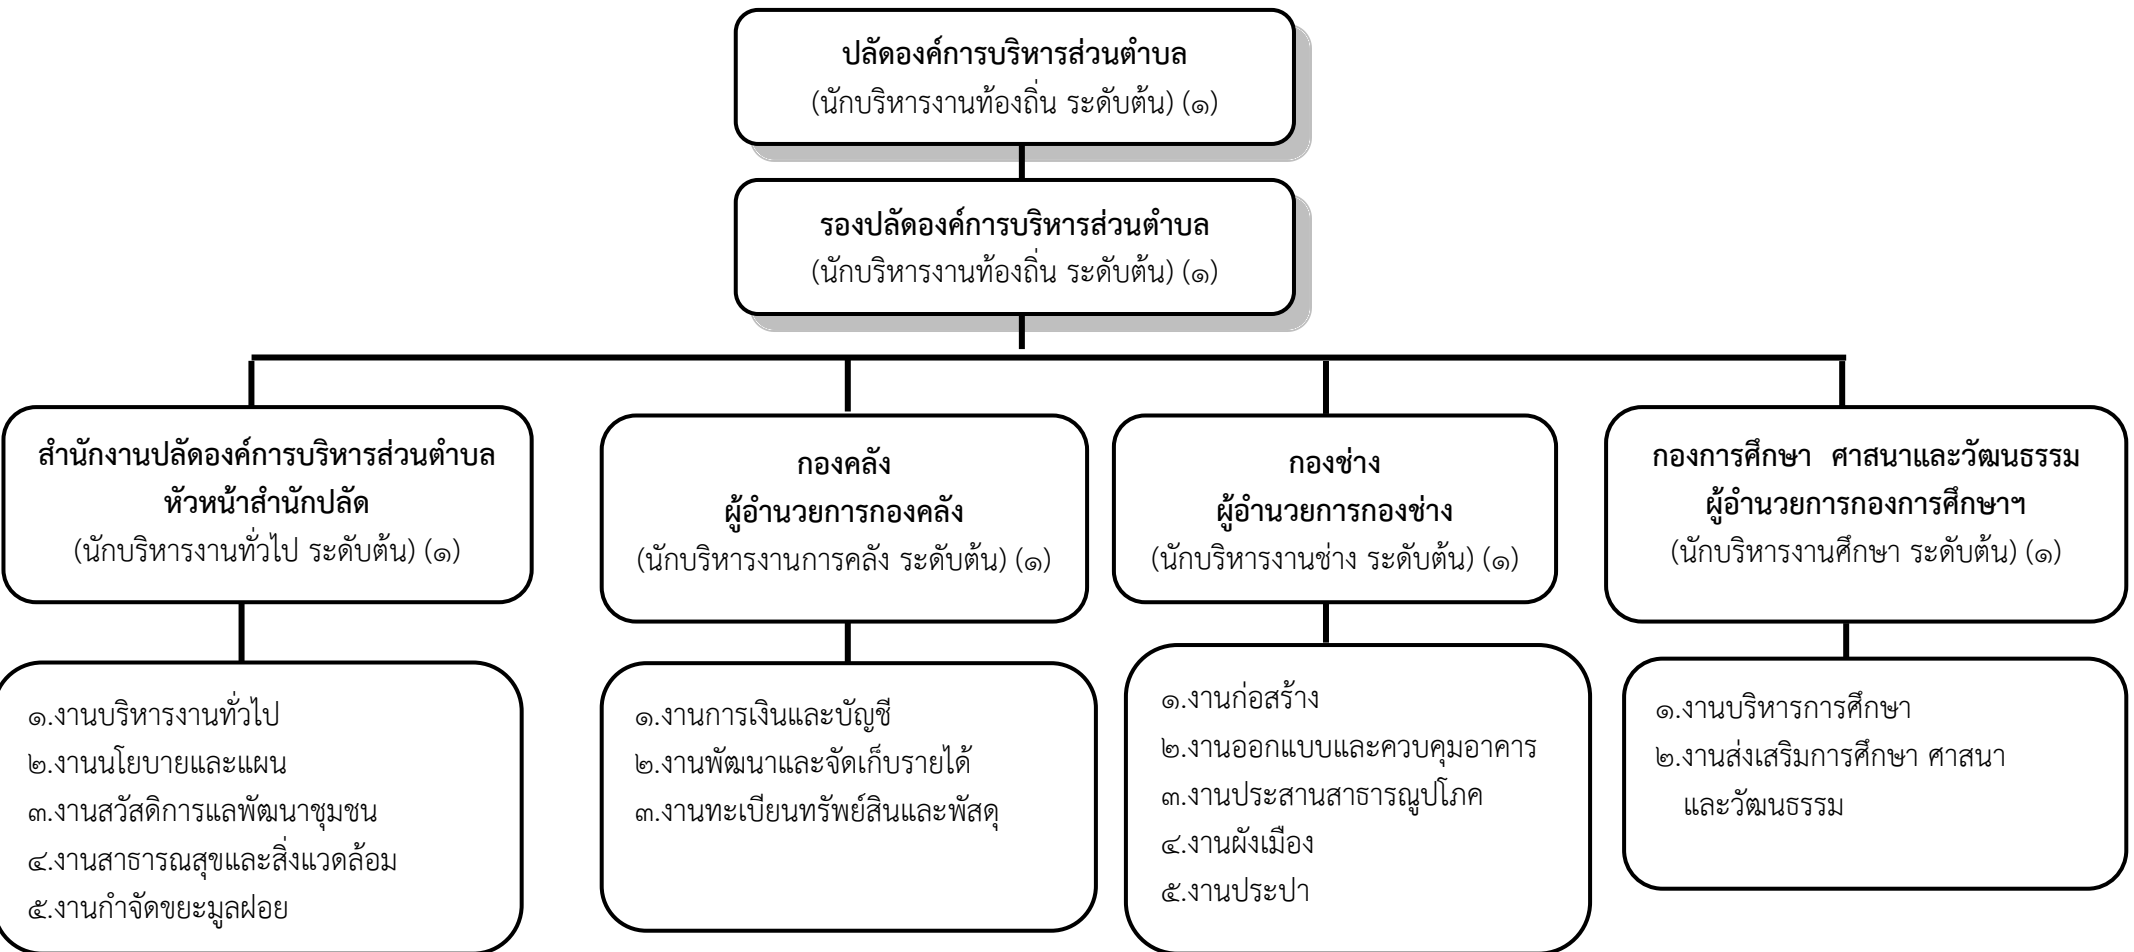 ปลัดองค์การบริหารส่วนตำบล
(นักบริหารงานท้องถิ่น ระดับต้น) (๑)
รองปลัดองค์การบริหารส่วนตำบล
(นักบริหารงานท้องถิ่น ระดับต้น) (๑)
สำนักงานปลัดองค์การบริหารส่วนตำบล
หัวหน้าสำนักปลัด
(นักบริหารงานทั่วไป ระดับต้น) (๑)
กองคลัง
ผู้อำนวยการกองคลัง
(นักบริหารงานการคลัง ระดับต้น) (๑)
กองช่าง
ผู้อำนวยการกองช่าง
(นักบริหารงานช่าง ระดับต้น) (๑)
กองการศึกษา ศาสนาและวัฒนธรรม
ผู้อำนวยการกองการศึกษาฯ
(นักบริหารงานศึกษา ระดับต้น) (๑)
๑.งานบริหารงานทั่วไป
๒.งานนโยบายและแผน
๓.งานสวัสดิการแลพัฒนาชุมชน
๔.งานสาธารณสุขและสิ่งแวดล้อม
๕.งานกำจัดขยะมูลฝอย
๑.งานการเงินและบัญชี
๒.งานพัฒนาและจัดเก็บรายได้
๓.งานทะเบียนทรัพย์สินและพัสดุ
๑.งานก่อสร้าง
๒.งานออกแบบและควบคุมอาคาร
๓.งานประสานสาธารณูปโภค
๔.งานผังเมือง
๕.งานประปา
๑.งานบริหารการศึกษา
๒.งานส่งเสริมการศึกษา ศาสนา
และวัฒนธรรม